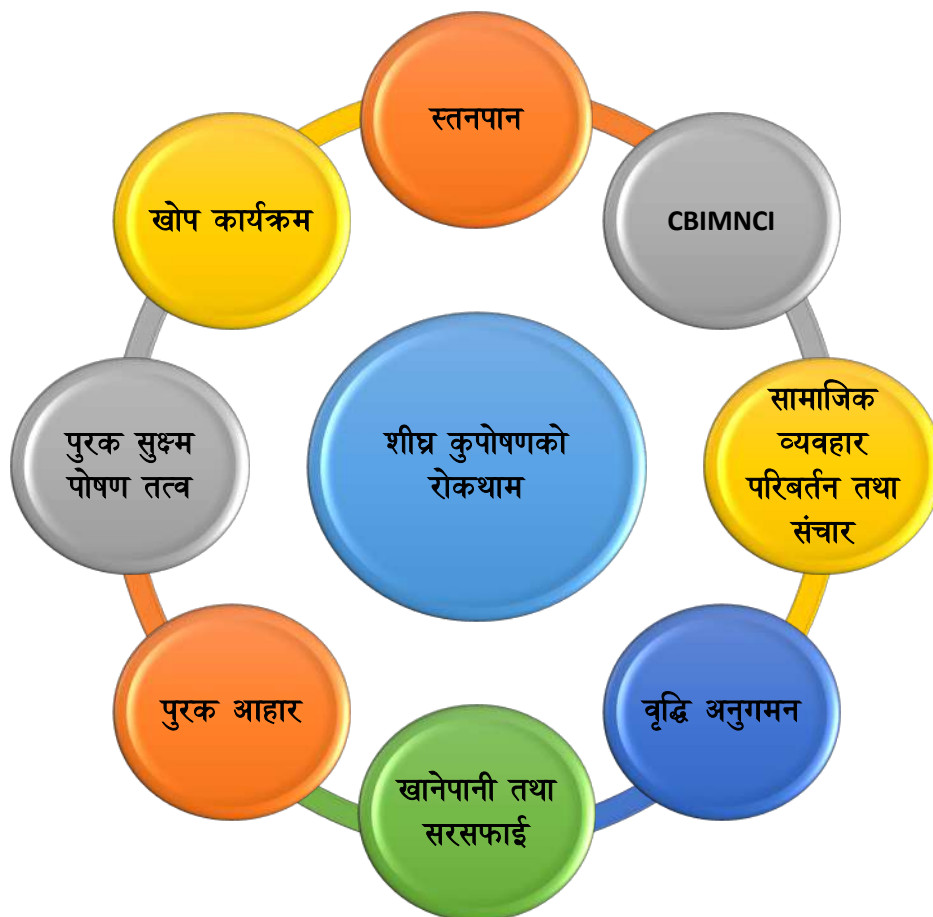 स्तनपान
CBIMNCI
सामाजिक
व्यवहार
परिबर्तन तथा
संचार
वृद्धि अनुगमन
खानेपानी तथा
सरसफाई
पुरक आहार
पुरक सुक्ष्म
पोषण तत्व
खोप कार्यक्रम
शीघ्र कुपोषणको
रोकथाम